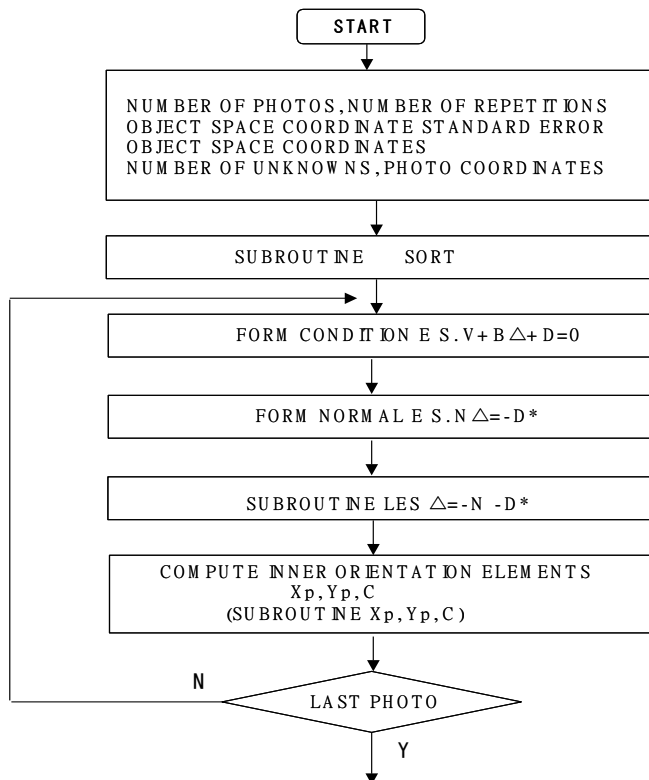 START
NUMBER OF PHOTOS,NUMBER OF REPETITIONS
OBJECT SPACE COORDINATE STANDARD ERROR
OBJECT SPACE COORDINATES
NUMBER OF UNKNOWNS,PHOTO COORDINATES
SUBROUTINE SORT
FORM CONDITION E S.V+B△+D=0
FORM NORMAL E S.N△=-D*
SUBROUTINE LES △=-N -D*
COMPUTE INNER ORIENTATION ELEMENTS
Xp,Yp,C
(SUBROUTINE Xp,Yp,C)
N
LAST PHOTO
Y